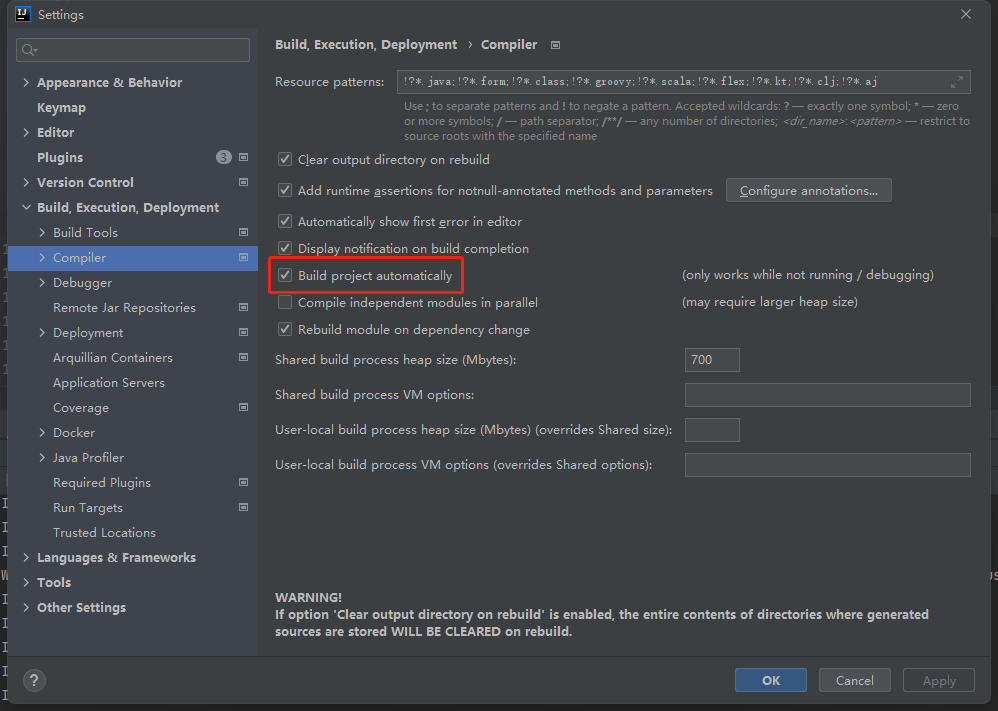 IJ
Settings
Build, Execution, Deployment › Compiler
Appearance & Behavior
Keymap
Editor
Plugins 3
Version Control
Build, Execution, Deployment
Build Tools
Compiler
Debugger
Remote Jar Repositories
Deployment
Arquillian Containers
Application Servers
Coverage
Docker
Java Profiler
Required Plugins
Run Targets
Trusted Locations
Languages & Frameworks
Tools
Other Settings
Resource patterns: !?*.java;!?*.form;!?*.class;!?*.groovy;!?*.scala;!?*.flex;!?*.kt;!?*.clj;!?*.aj
Use ; to separate patterns and ! to negate a pattern. Accepted wildcards: ? — exactly one symbol; * — zero
or more symbols; / — path separator; /**/ — any number of directories; <dir_name>:<pattern> — restrict to
source roots with the specified name
Clear output directory on rebuild
Add runtime assertions for notnull-annotated methods and parameters Configure annotations...
Automatically show first error in editor
Display notification on build completion
Build project automatically (only works while not running / debugging)
Compile independent modules in parallel (may require larger heap size)
Rebuild module on dependency change
Shared build process heap size (Mbytes): 700
Shared build process VM options:
User-local build process heap size (Mbytes) (overrides Shared size):
User-local build process VM options (overrides Shared options):
WARNING!
If option 'Clear output directory on rebuild' is enabled, the entire contents of directories where generated
sources are stored WILL BE CLEARED on rebuild.
? OK Cancel Apply